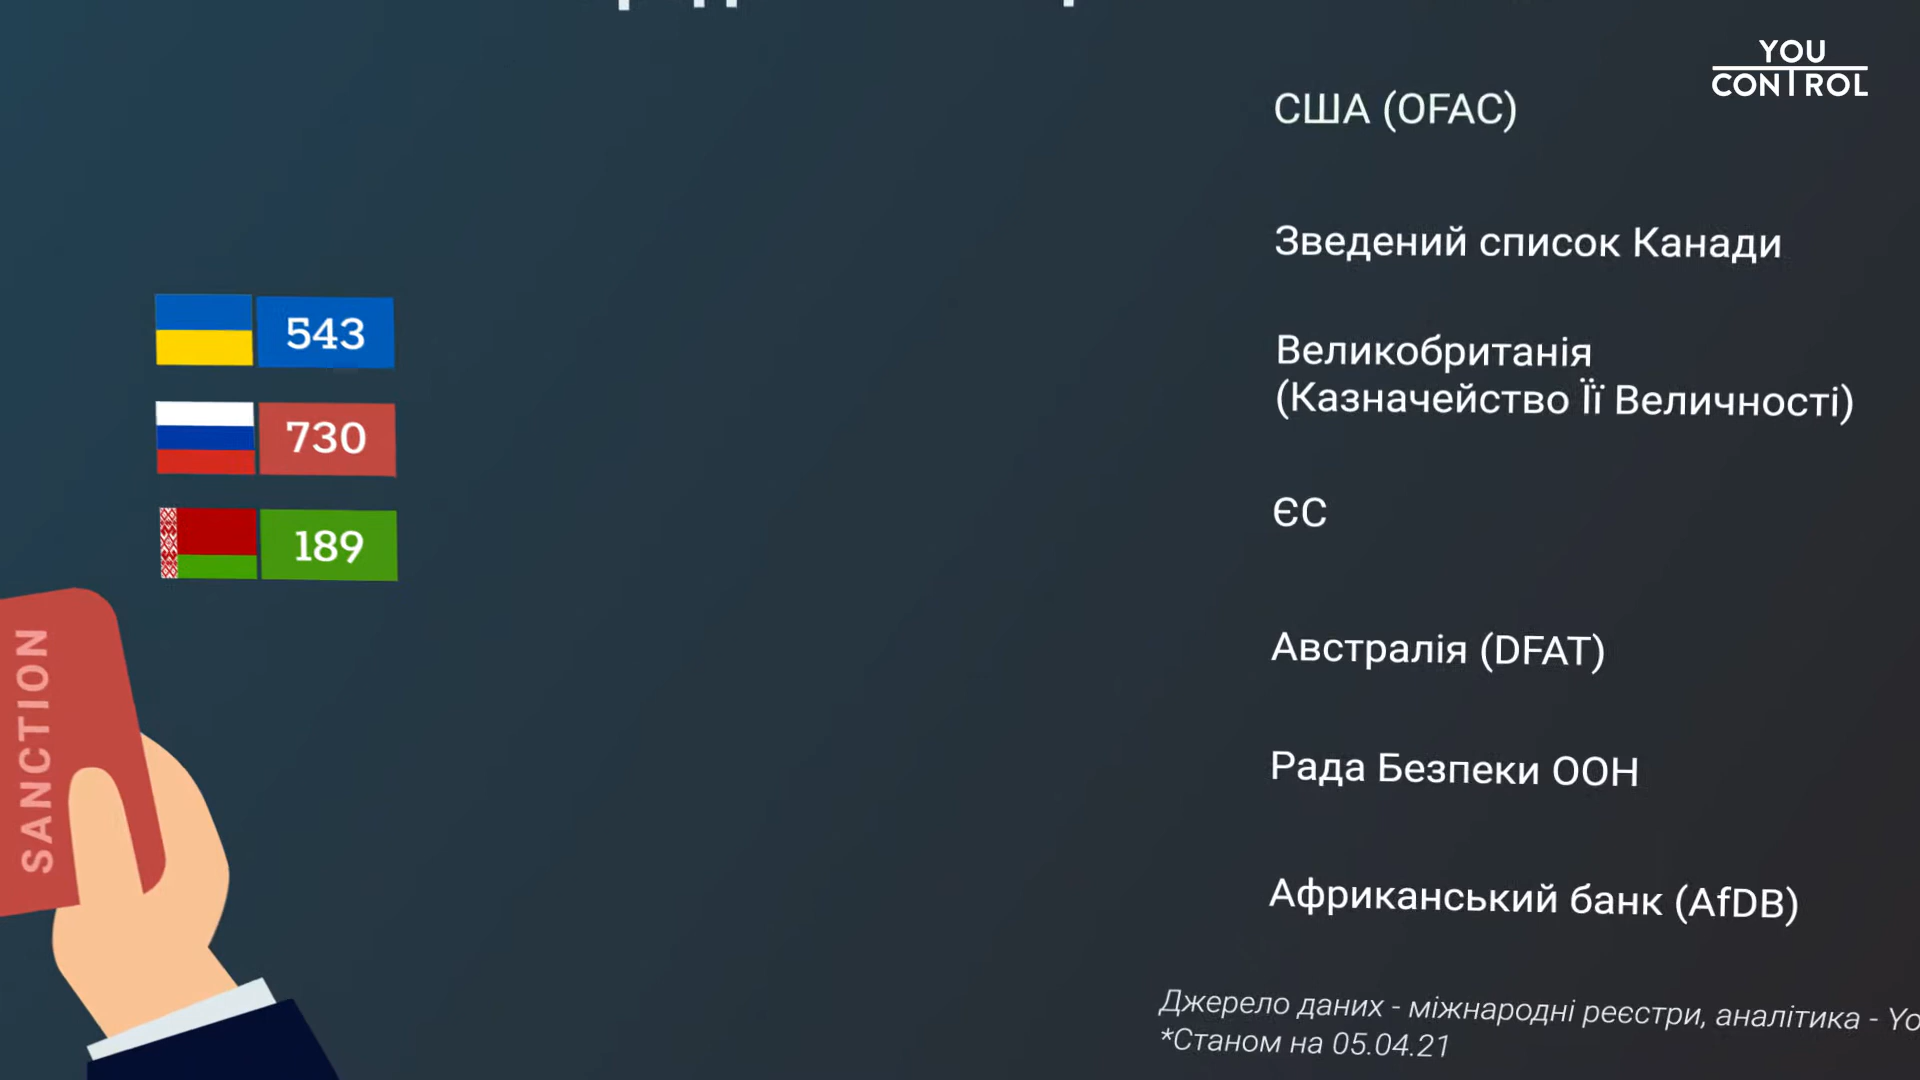 YOU
CONTROL
США (OFAC)
Зведений список Канади
543
Великобританія
(Казначейство Її Величності)
730
ЄС
189
SANCTION
Австралія (DFAT)
Рада Безпеки ООН
Африканський банк (AfDB)
Джерело даних - міжнародні реєстри, аналітика - Yo
*Станом на 05.04.21